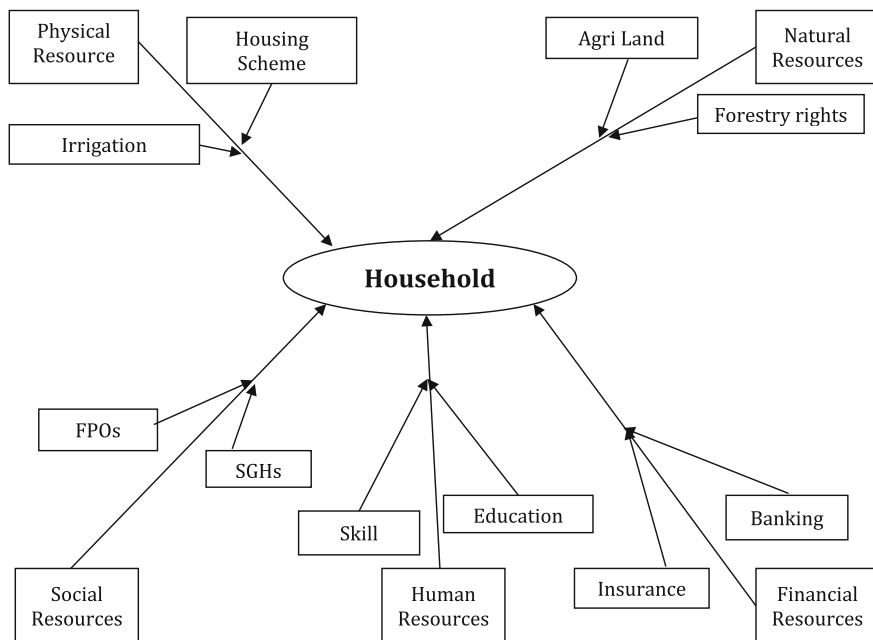 Physical
Resource
Housing
Scheme
Agri Land
Natural
Resources
Forestry rights
Irrigation
Household
FPOs
SGHs
Skill
Education
Banking
Insurance
Social
Resources
Human
Resources
Financial
Resources